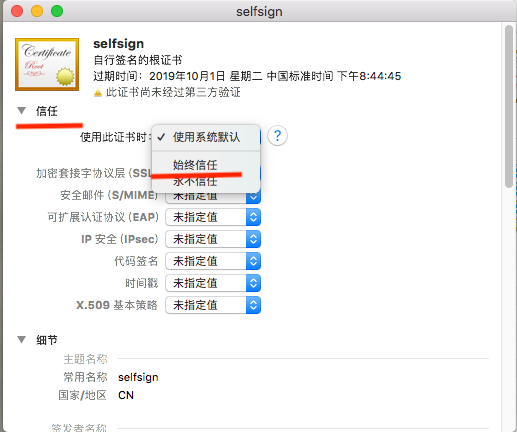 selfsign
Certificate
Root
selfsign
自行签名的根证书
过期时间：2019年10月1日 星期二 中国标准时间 下午8:44:45
此证书尚未经过第三方验证
信任
使用此证书时: ✓ 使用系统默认 ?
始终信任
永不信任
加密套接字协议层 (SSL
安全邮件 (S/MIME) 未指定值
可扩展认证协议 (EAP) 未指定值
IP 安全 (IPsec) 未指定值
代码签名 未指定值
时间戳 未指定值
X.509 基本策略 未指定值
细节
主题名称
常用名称 selfsign
国家/地区 CN
签发者名称